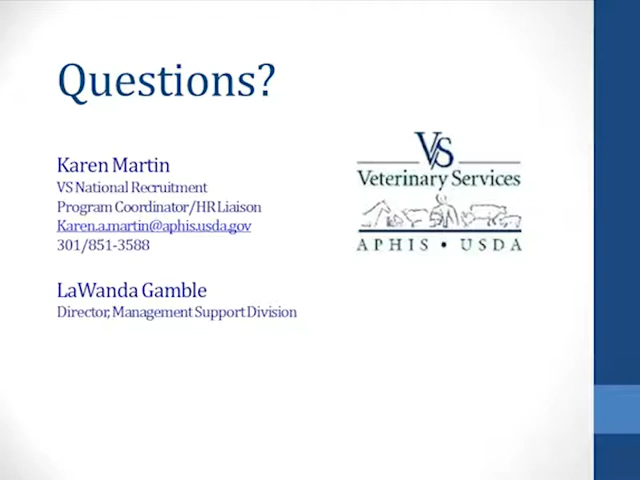 Questions?
Karen Martin
VS National Recruitment
Program Coordinator/HR Liaison
Karen.a.martin@aphis.usda.gov
301/851-3588
LaWanda Gamble
Director, Management Support Division
VS
Veterinary Services
APHIS • USDA